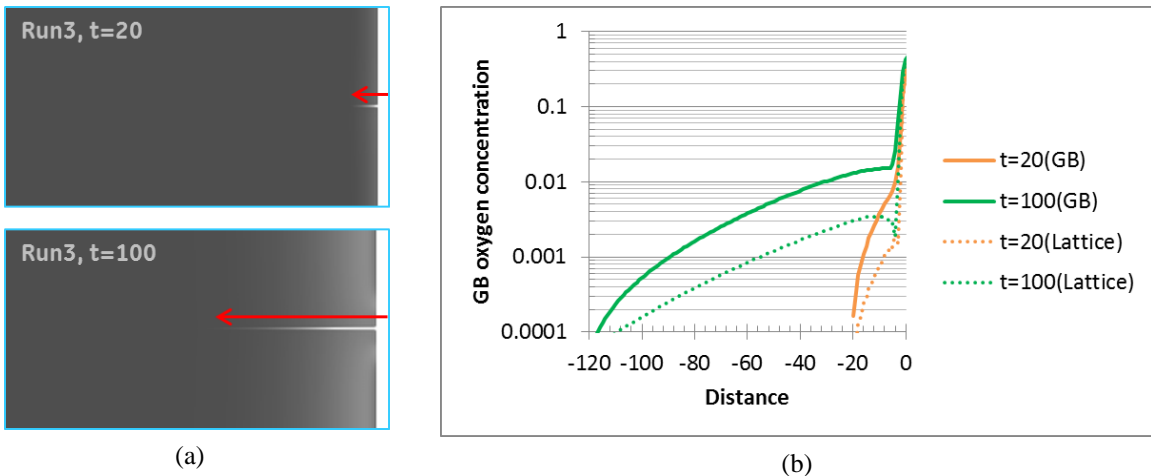 Run3, t=20
Run3, t=100
(a)
GB oxygen concentration
1
0.1
0.01
0.001
0.0001
-120 -100 -80 -60 -40 -20 0
Distance
t=20(GB)
t=100(GB)
t=20(Lattice)
t=100(Lattice)
(b)